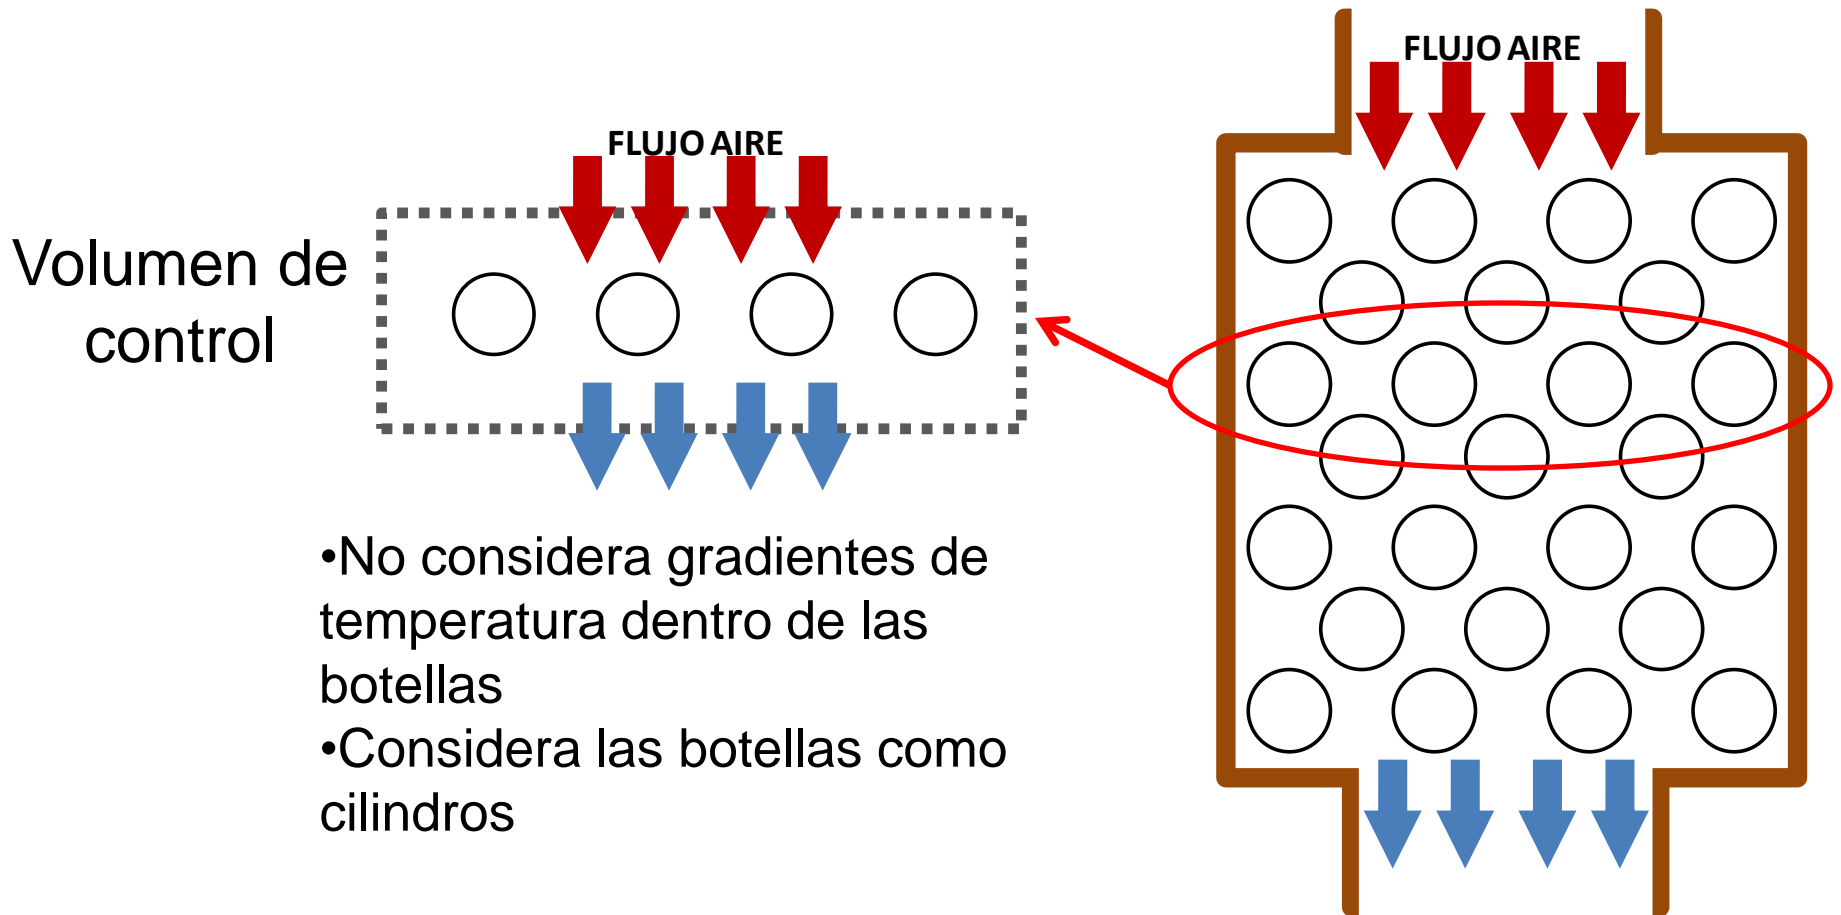 FLUJO AIRE
FLUJO AIRE
Volumen de
control
•No considera gradientes de
temperatura dentro de las
botellas
•Considera las botellas como
cilindros